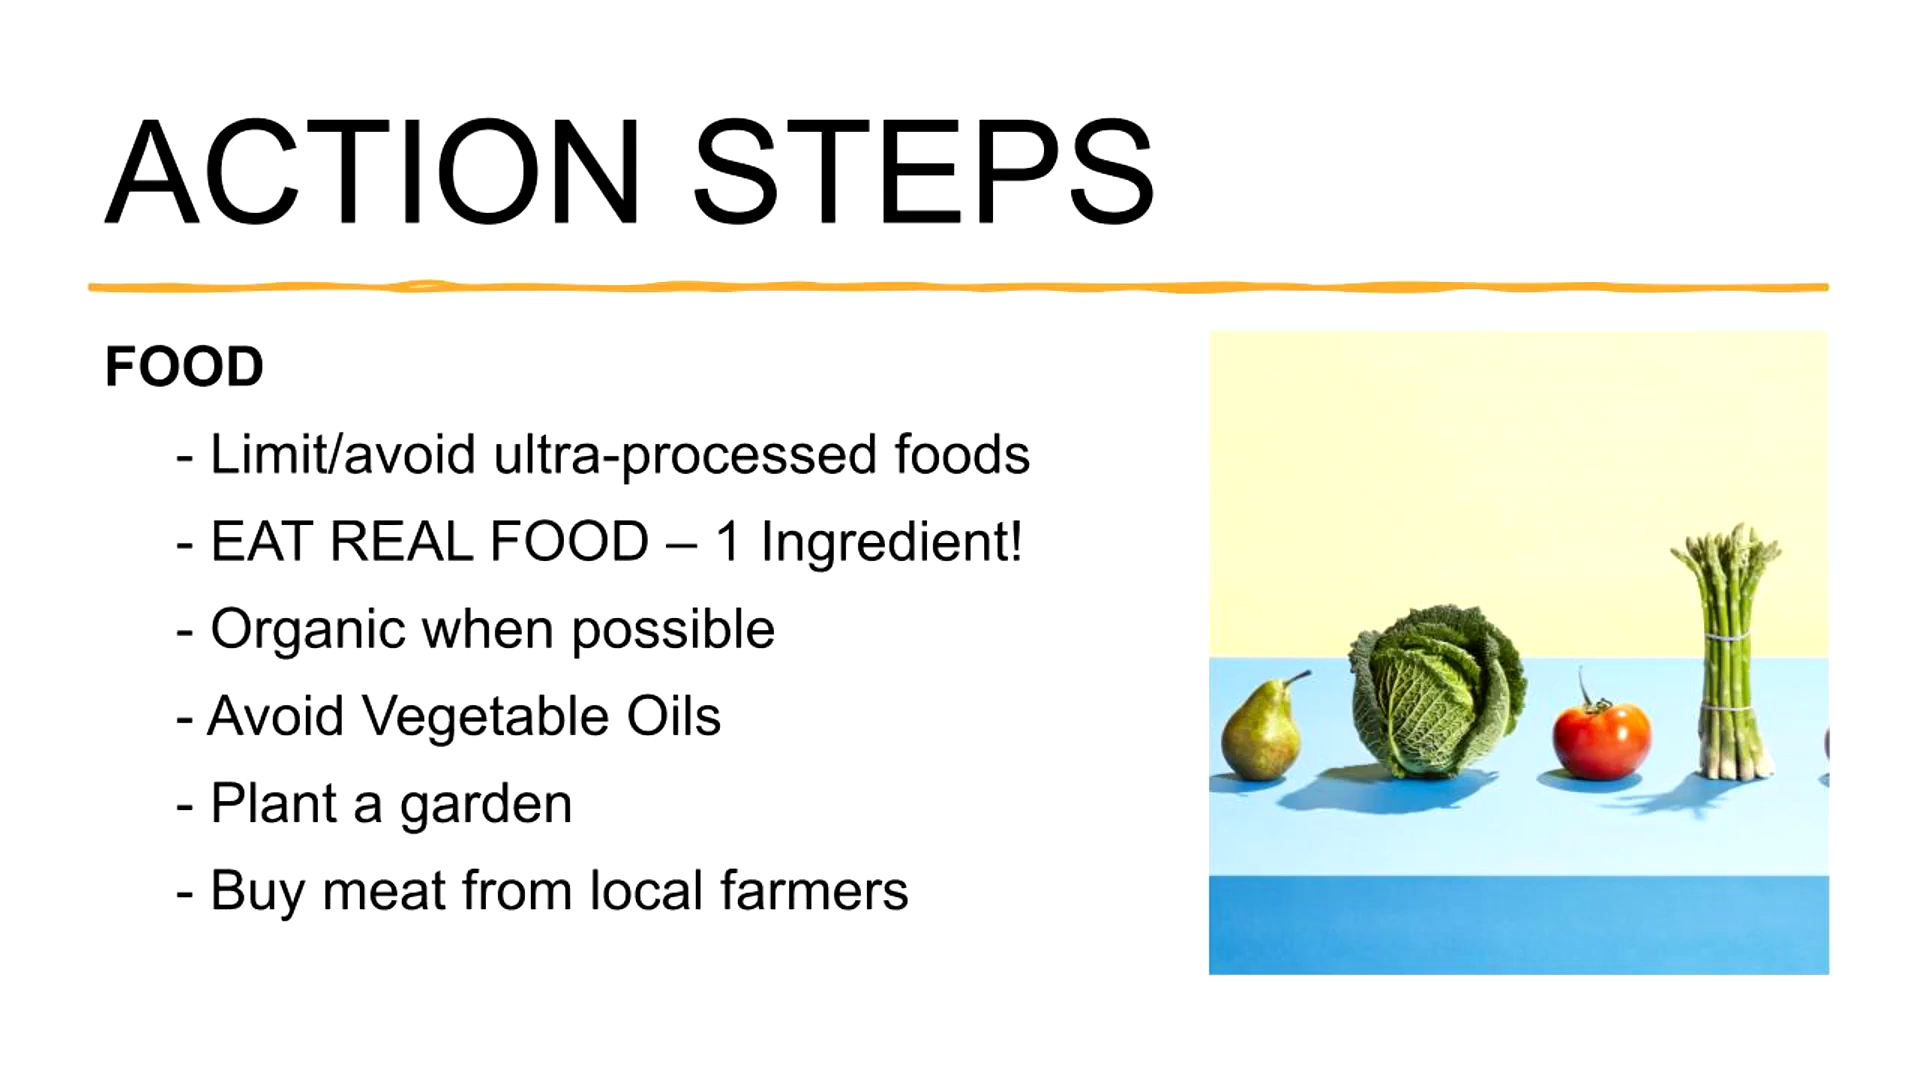 ACTION STEPS
FOOD
- Limit/avoid ultra-processed foods
- EAT REAL FOOD – 1 Ingredient!
- Organic when possible
- Avoid Vegetable Oils
- Plant a garden
- Buy meat from local farmers